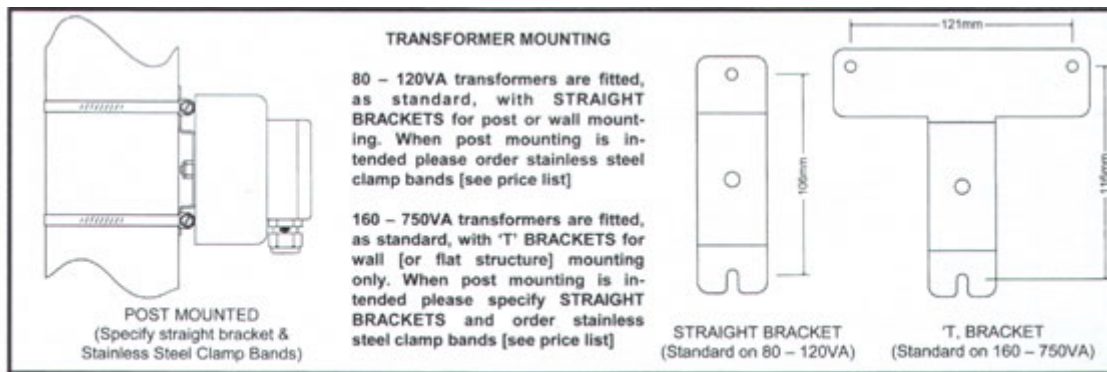 TRANSFORMER MOUNTING
80 – 120VA transformers are fitted,
as standard, with STRAIGHT
BRACKETS for post or wall mount-
ing. When post mounting is in-
tended please order stainless steel
clamp bands [see price list]
160 – 750VA transformers are fitted,
as standard, with 'T' BRACKETS for
wall [or flat structure] mounting
only. When post mounting is in-
tended please specify STRAIGHT
BRACKETS and order stainless
steel clamp bands [see price list]
POST MOUNTED
(Specify straight bracket &
Stainless Steel Clamp Bands)
106mm
STRAIGHT BRACKET
(Standard on 80 – 120VA)
121mm
116mm
'T, BRACKET
(Standard on 160 – 750VA)